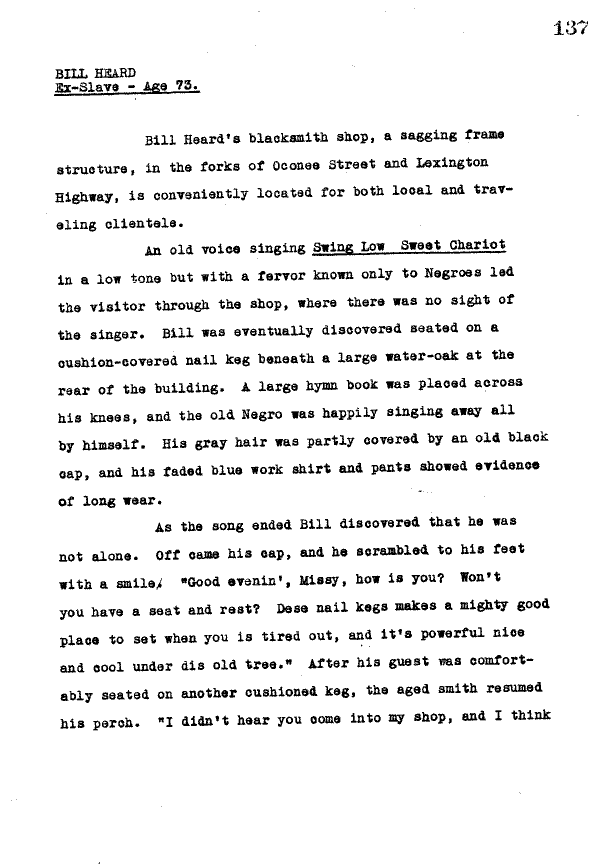 137
BILL HEARD
Ex-Slave - Age 73.
Bill Heard's blacksmith shop, a sagging frame
structure, in the forks of Oconee Street and Lexington
Highway, is conveniently located for both local and trav-
eling clientele.
An old voice singing Swing Low Sweet Chariot
in a low tone but with a fervor known only to Negroes led
the visitor through the shop, where there was no sight of
the singer. Bill was eventually discovered seated on a
cushion-covered nail keg beneath a large water-oak at the
rear of the building. A large hymn book was placed across
his knees, and the old Negro was happily singing away all
by himself. His gray hair was partly covered by an old black
cap, and his faded blue work shirt and pants showed evidence
of long wear.
As the song ended Bill discovered that he was
not alone. Off came his cap, and he scrambled to his feet
with a smile. "Good evenin', Missy, how is you? Won't
you have a seat and rest? Dese nail kegs makes a mighty good
place to set when you is tired out, and it's powerful nice
and cool under dis old tree." After his guest was comfort-
ably seated on another cushioned keg, the aged smith resumed
his perch. "I didn't hear you come into my shop, and I think